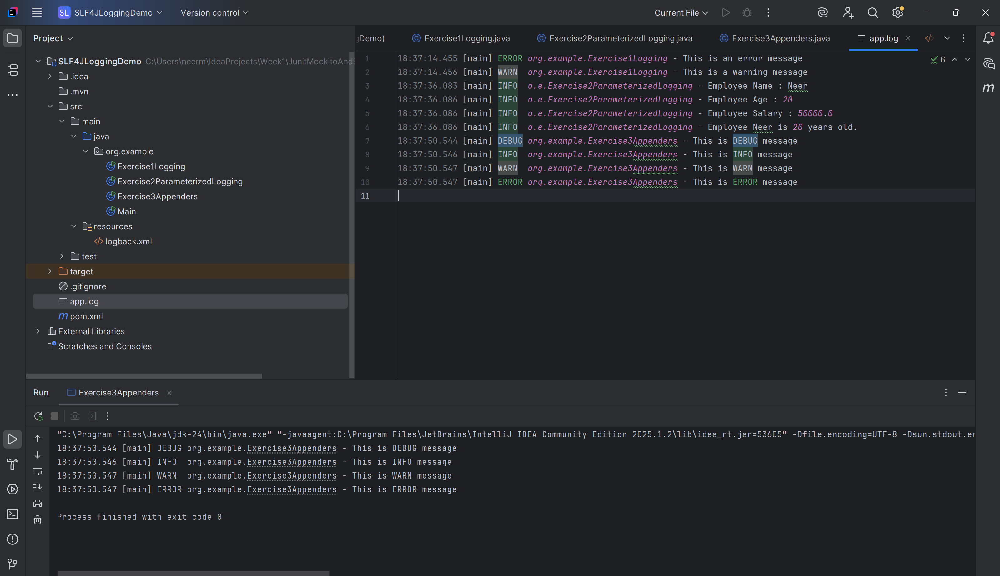 SL SLF4JLoggingDemo Version control Current File
Project
SLF4JLoggingDemo C:\Users\neerm\IdeaProjects\Week1\JunitMockitoAndS
.idea
.mvn
src
main
java
org.example
Exercise1Logging
Exercise2ParameterizedLogging
Exercise3Appenders
Main
resources
logback.xml
test
target
.gitignore
app.log
pom.xml
External Libraries
Scratches and Consoles
gDemo) Exercise1Logging.java Exercise2ParameterizedLogging.java Exercise3Appenders.java app.log
1 18:37:14.455 [main] ERROR org.example.Exercise1Logging - This is an error message
2 18:37:14.456 [main] WARN  org.example.Exercise1Logging - This is a warning message
3 18:37:36.083 [main] INFO  o.e.Exercise2ParameterizedLogging - Employee Name : Neer
4 18:37:36.086 [main] INFO  o.e.Exercise2ParameterizedLogging - Employee Age : 20
5 18:37:36.086 [main] INFO  o.e.Exercise2ParameterizedLogging - Employee Salary : 50000.0
6 18:37:36.086 [main] INFO  o.e.Exercise2ParameterizedLogging - Employee Neer is 20 years old.
7 18:37:50.544 [main] DEBUG org.example.Exercise3Appenders - This is DEBUG message
8 18:37:50.546 [main] INFO  org.example.Exercise3Appenders - This is INFO message
9 18:37:50.547 [main] WARN  org.example.Exercise3Appenders - This is WARN message
10 18:37:50.547 [main] ERROR org.example.Exercise3Appenders - This is ERROR message
11
6
Run Exercise3Appenders
"C:\Program Files\Java\jdk-24\bin\java.exe" "-javaagent:C:\Program Files\JetBrains\IntelliJ IDEA Community Edition 2025.1.2\lib\idea_rt.jar=53605" -Dfile.encoding=UTF-8 -Dsun.stdout.en
18:37:50.544 [main] DEBUG org.example.Exercise3Appenders - This is DEBUG message
18:37:50.546 [main] INFO  org.example.Exercise3Appenders - This is INFO message
18:37:50.547 [main] WARN  org.example.Exercise3Appenders - This is WARN message
18:37:50.547 [main] ERROR org.example.Exercise3Appenders - This is ERROR message
Process finished with exit code 0